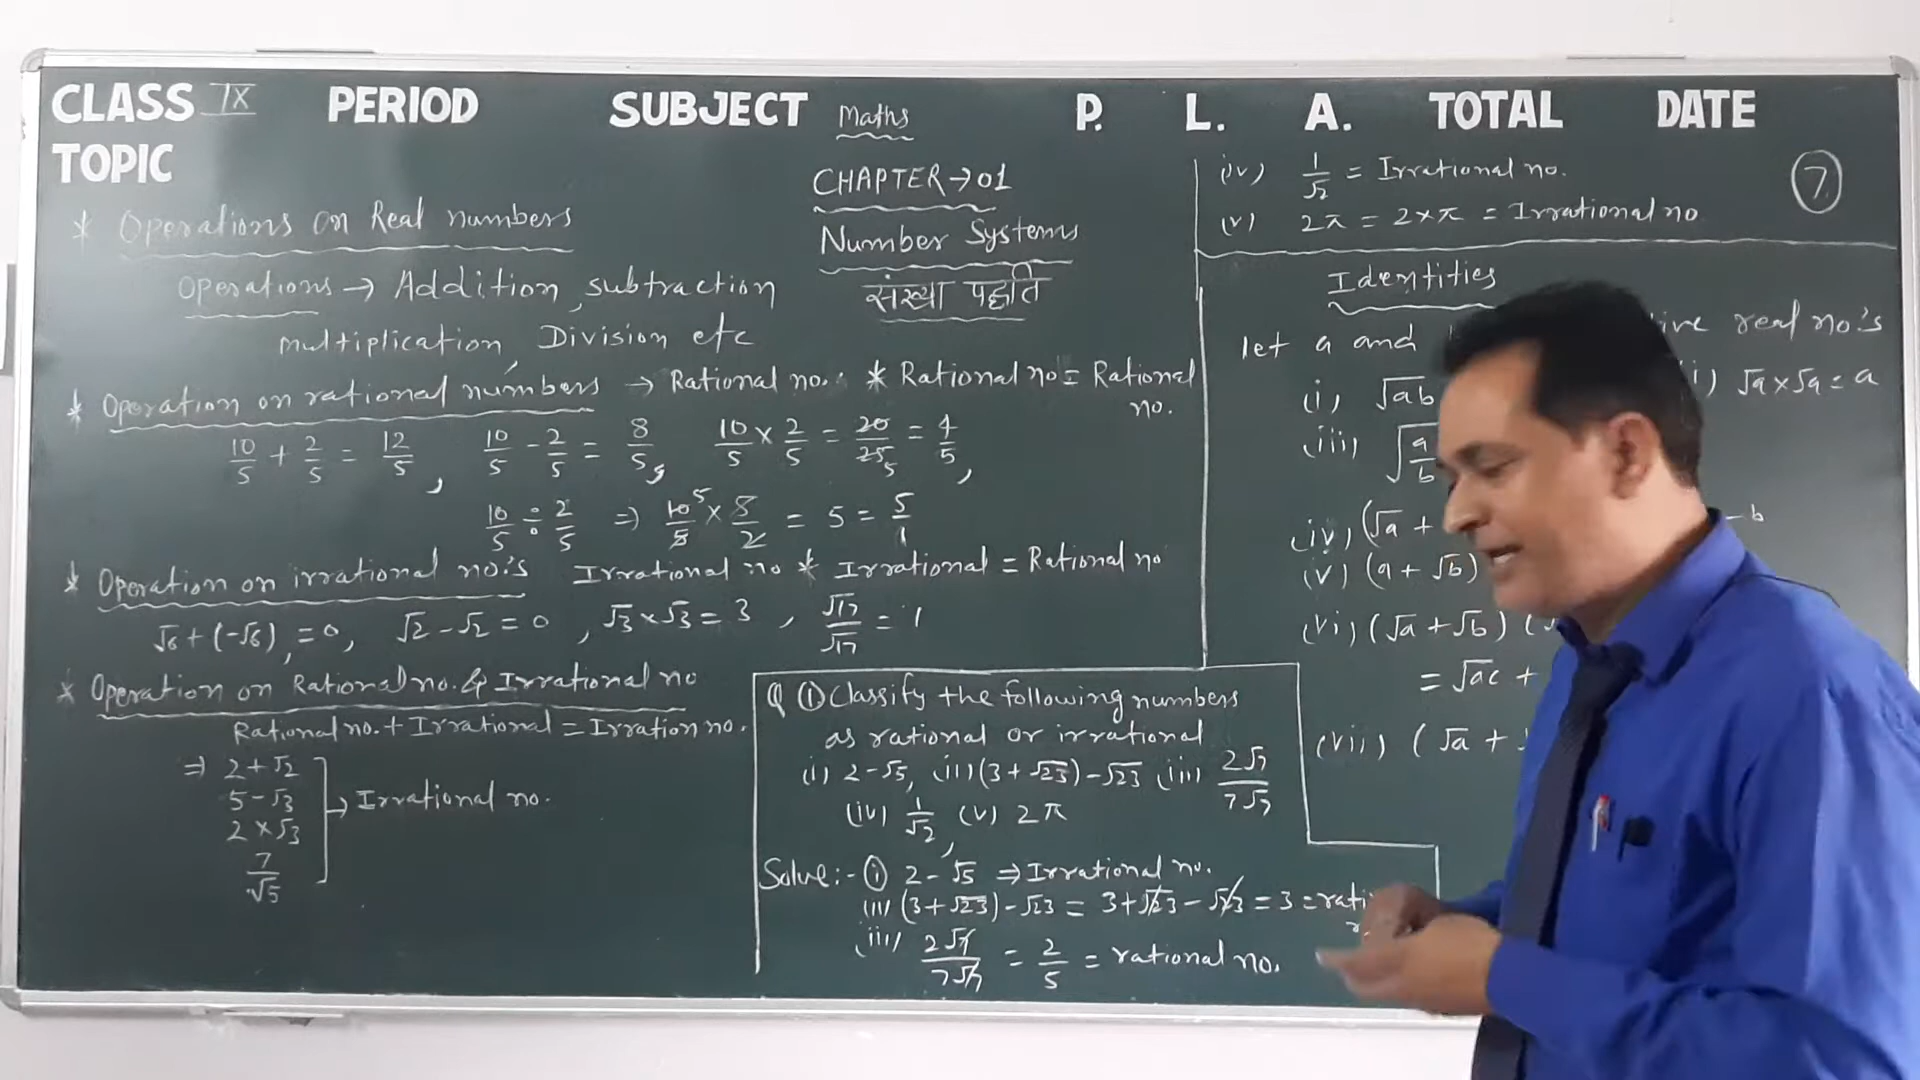 CLASS IX PERIOD SUBJECT Maths P. L. A. TOTAL DATE
TOPIC
CHAPTER→01
Number Systems
संख्या पद्धति
* Operations on Real numbers
Operations → Addition, subtraction
multiplication, Division etc
* Operation on rational numbers → Rational no. * Rational no = Rational no.
10/5 + 2/5 = 12/5, 10/5 - 2/5 = 8/5, 10/5 × 2/5 = 20/25 = 4/5,
10/5 ÷ 2/5 ⇒ 10/5 × 5/2 = 5 = 5/1
* Operation on irrational no.'s Irrational no * Irrational = Rational no
√6+(-√6) = 0, √2-√2 = 0, √3×√3 = 3, √17/√17 = 1
* Operation on Rational no. & Irrational no
Rational no. + Irrational = Irration no.
⇒ 2+√2
5-√3
2×√3
7/√5
→ Irrational no.
Q ① Classify the following numbers
as rational or irrational
(i) 2-√5, (ii) (3+√23)-√23 (iii) 2√7/7√7
(iv) 1/√2, (v) 2π
Solve:- ① 2-√5 ⇒ Irrational no.
(ii) (3+√23)-√23 = 3+√23-√23 = 3 = rati
(iii) 2√7/7√7 = 2/5 = rational no.
(iv) 1/√2 = Irrational no.
(v) 2π = 2×π = Irrational no
7
Identities
let a and real no.'s
(i) √ab √a×√a = a
(iii) √a/b
(iv) (√a + - b
(v) (a+√b)
(vi) (√a+√b) (
= √ac +
(vii) (√a +